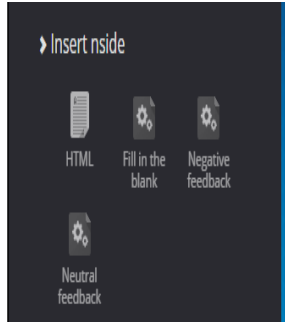 Insert nside
HTML
Fill in the
blank
Negative
feedback
Neutral
feedback